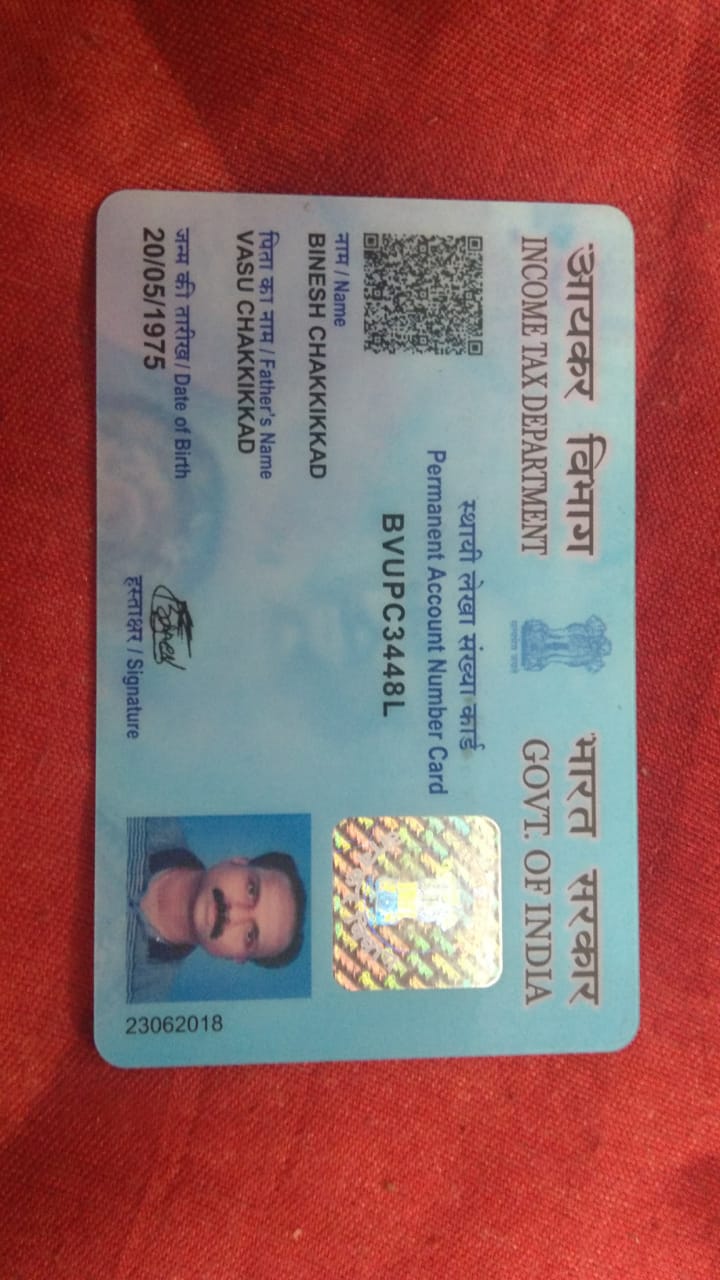 आयकर विभाग
INCOME TAX DEPARTMENT
भारत सरकार
GOVT. OF INDIA
स्थायी लेखा संख्या कार्ड
Permanent Account Number Card
BVUPC3448L
नाम / Name
BINESH CHAKKIKKAD
पिता का नाम / Father's Name
VASU CHAKKIKKAD
जन्म की तारीख / Date of Birth
20/05/1975
हस्ताक्षर / Signature
23062018